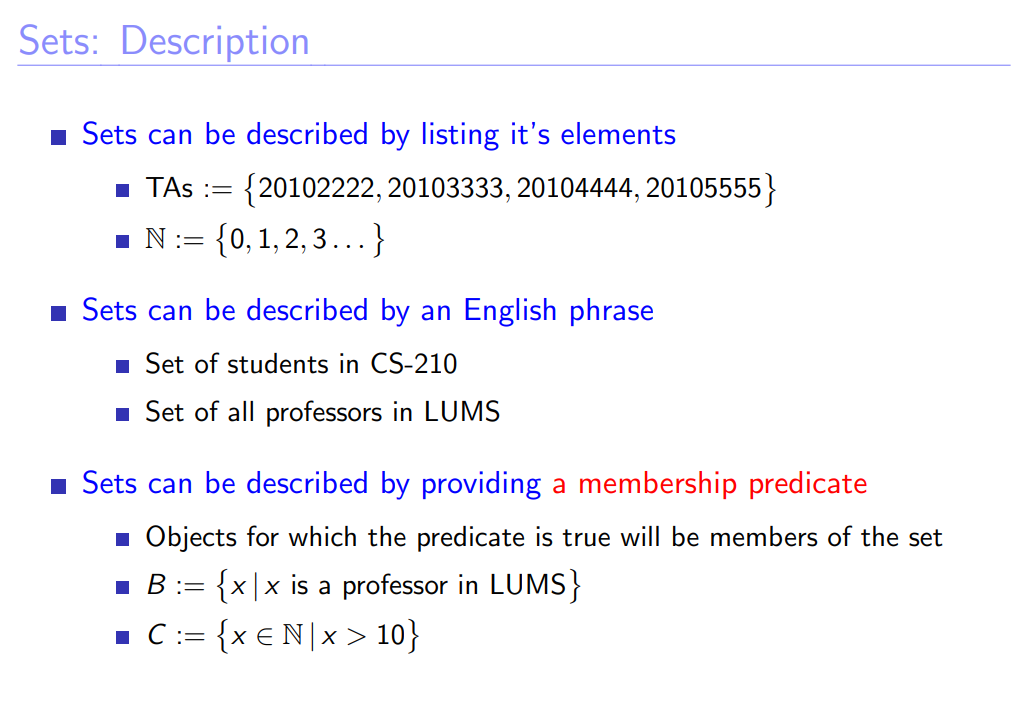 Sets: Description
Sets can be described by listing it's elements
TAs := {20102222, 20103333, 20104444, 20105555}
ℕ := {0, 1, 2, 3 . . . }
Sets can be described by an English phrase
Set of students in CS-210
Set of all professors in LUMS
Sets can be described by providing a membership predicate
Objects for which the predicate is true will be members of the set
B := {x | x is a professor in LUMS}
C := {x ∈ ℕ | x > 10}